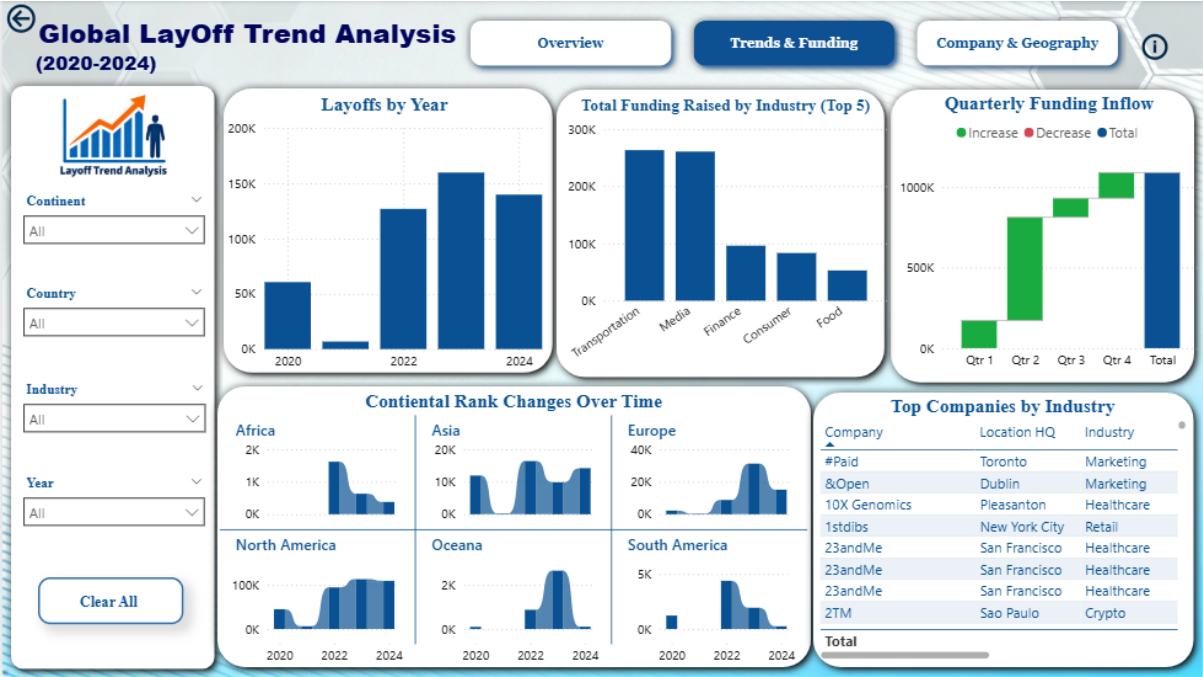 Global LayOff Trend Analysis
(2020-2024)
Overview
Trends & Funding
Company & Geography
Layoff Trend Analysis
Continent
All
Country
All
Industry
All
Year
All
Clear All
Layoffs by Year
200K
150K
100K
50K
0K
2020 2022 2024
Total Funding Raised by Industry (Top 5)
300K
200K
100K
0K
Transportation Media Finance Consumer Food
Quarterly Funding Inflow
Increase Decrease Total
1000K
500K
0K
Qtr 1 Qtr 2 Qtr 3 Qtr 4 Total
Contiental Rank Changes Over Time
Africa
2K
1K
0K
Asia
20K
10K
0K
Europe
40K
20K
0K
North America
100K
0K
2020 2022 2024
Oceana
2K
0K
2020 2022 2024
South America
5K
0K
2020 2022 2024
Top Companies by Industry
Company Location HQ Industry
#Paid Toronto Marketing
&Open Dublin Marketing
10X Genomics Pleasanton Healthcare
1stdibs New York City Retail
23andMe San Francisco Healthcare
23andMe San Francisco Healthcare
23andMe San Francisco Healthcare
2TM Sao Paulo Crypto
Total